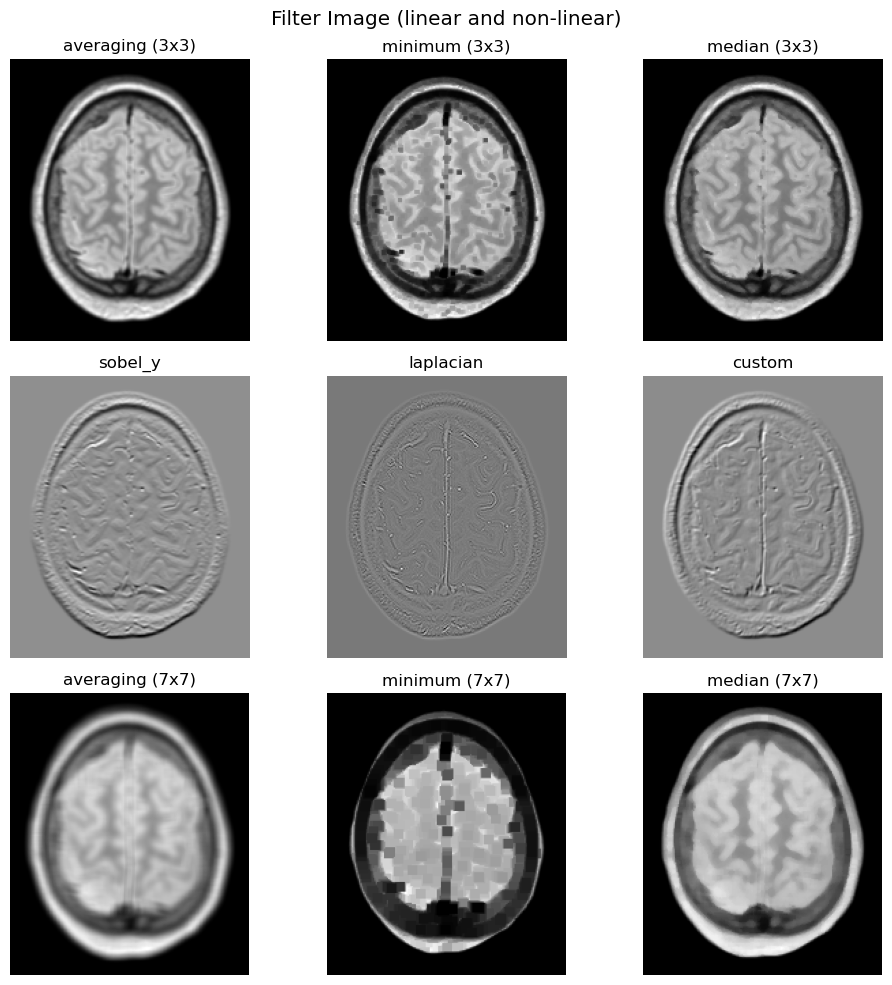 Filter Image (linear and non-linear)
averaging (3x3)
minimum (3x3)
median (3x3)
sobel_y
laplacian
custom
averaging (7x7)
minimum (7x7)
median (7x7)